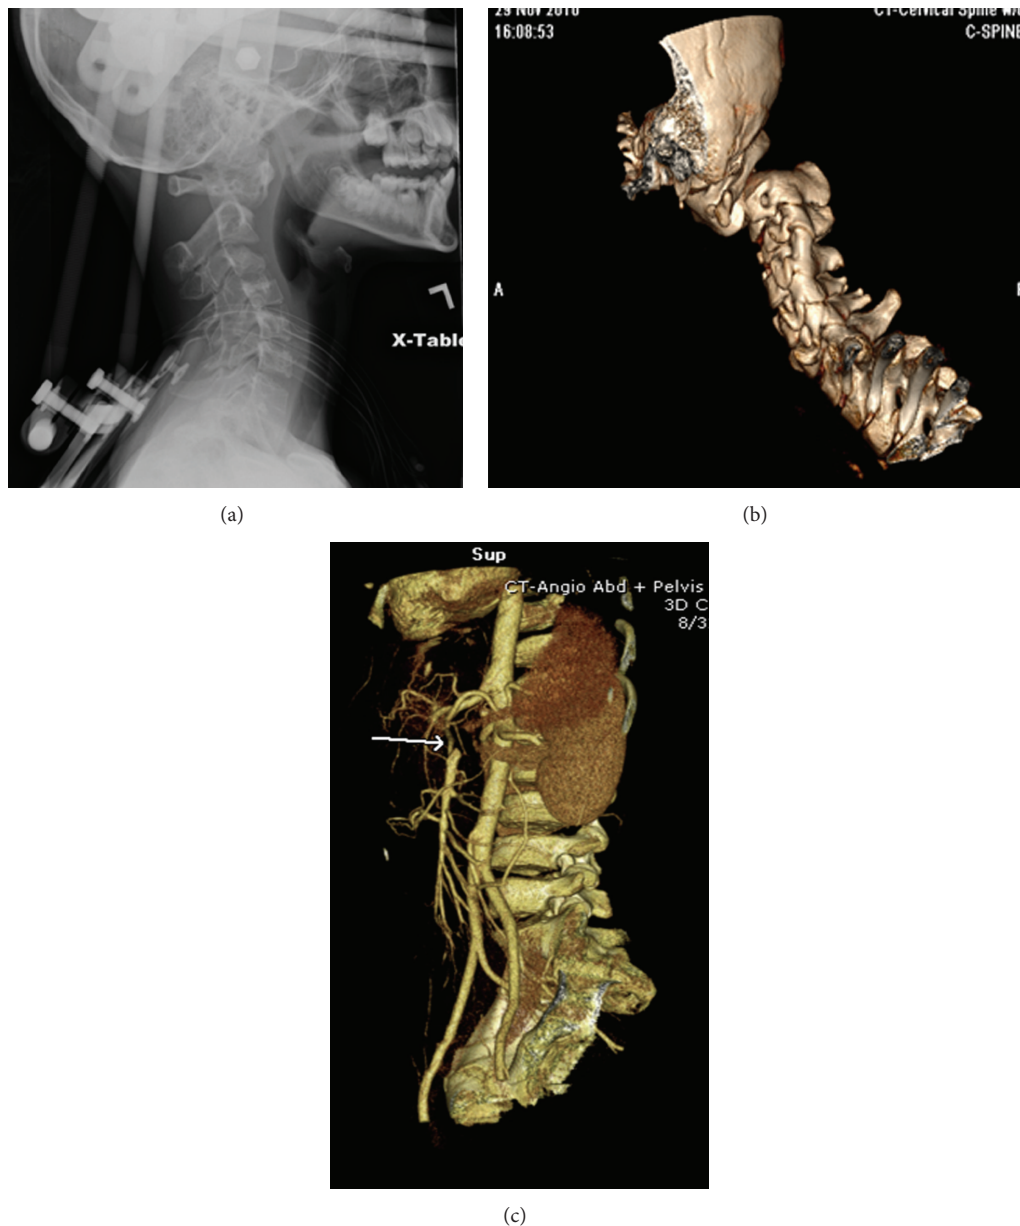 X-Table
(a)
29 Nov 2010
16:08:53
CT-Cervical Spine wi
C-SPINE
A
(b)
Sup
CT-Angio Abd + Pelvis
3D C
8/3
(c)